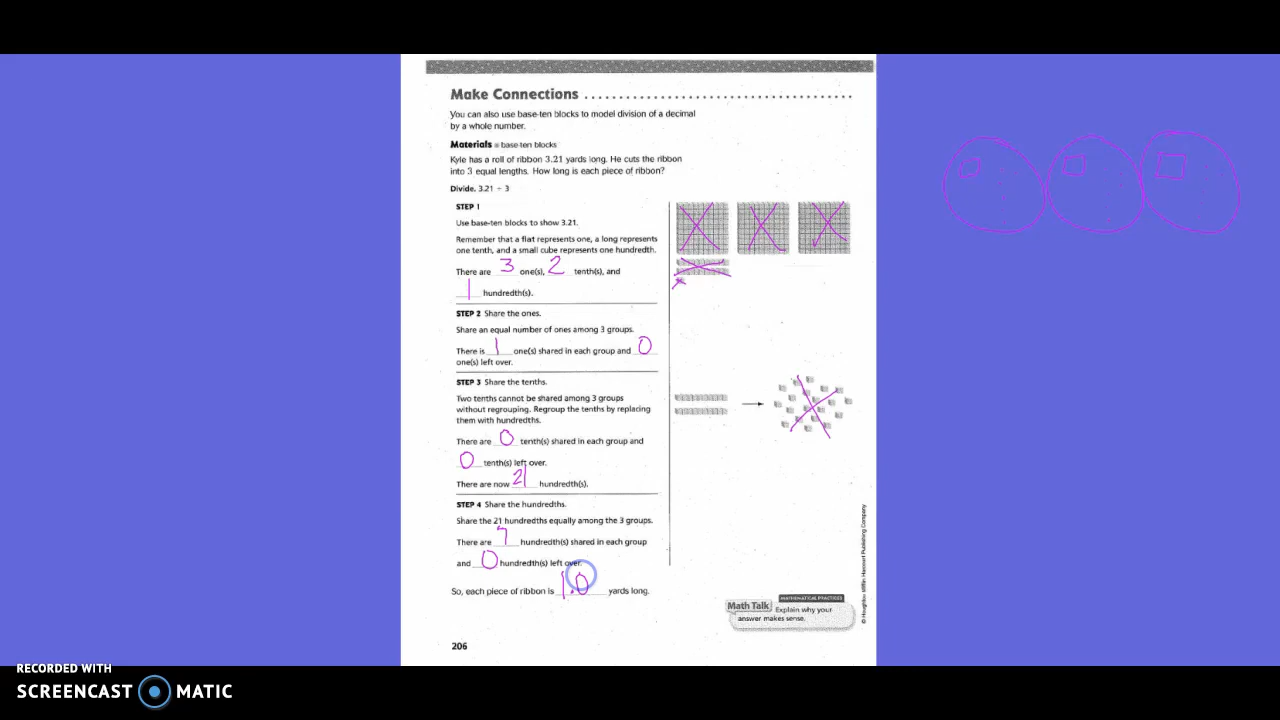 Make Connections
You can also use base-ten blocks to model division of a decimal
by a whole number.
Materials ■ base-ten blocks
Kyle has a roll of ribbon 3.21 yards long. He cuts the ribbon
into 3 equal lengths. How long is each piece of ribbon?
Divide. 3.21 ÷ 3
STEP 1
Use base-ten blocks to show 3.21.
Remember that a flat represents one, a long represents
one tenth, and a small cube represents one hundredth.
There are 3 one(s), 2 tenth(s), and
1 hundredth(s).
STEP 2 Share the ones.
Share an equal number of ones among 3 groups.
There is 1 one(s) shared in each group and 0
one(s) left over.
STEP 3 Share the tenths.
Two tenths cannot be shared among 3 groups
without regrouping. Regroup the tenths by replacing
them with hundredths.
There are 0 tenth(s) shared in each group and
0 tenth(s) left over.
There are now 21 hundredth(s).
STEP 4 Share the hundredths.
Share the 21 hundredths equally among the 3 groups.
There are 7 hundredth(s) shared in each group
and 0 hundredth(s) left over.
So, each piece of ribbon is 1.0 yards long.
MATHEMATICAL PRACTICES
Math Talk Explain why your
answer makes sense.
© Houghton Mifflin Harcourt Publishing Company
206
RECORDED WITH
SCREENCAST MATIC